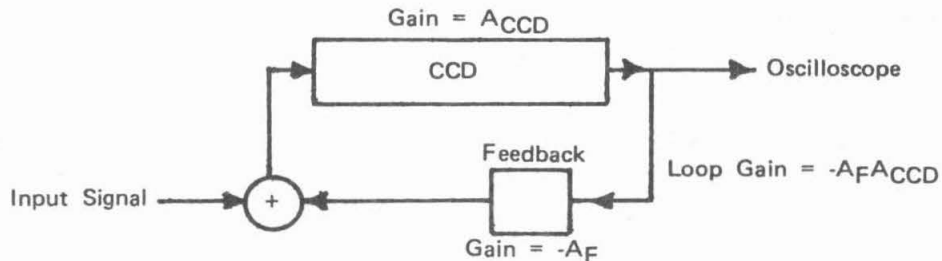 Gain = ACCD
CCD
Oscilloscope
Feedback
Loop Gain = -AFACCD
Input Signal
+
Gain = -AF